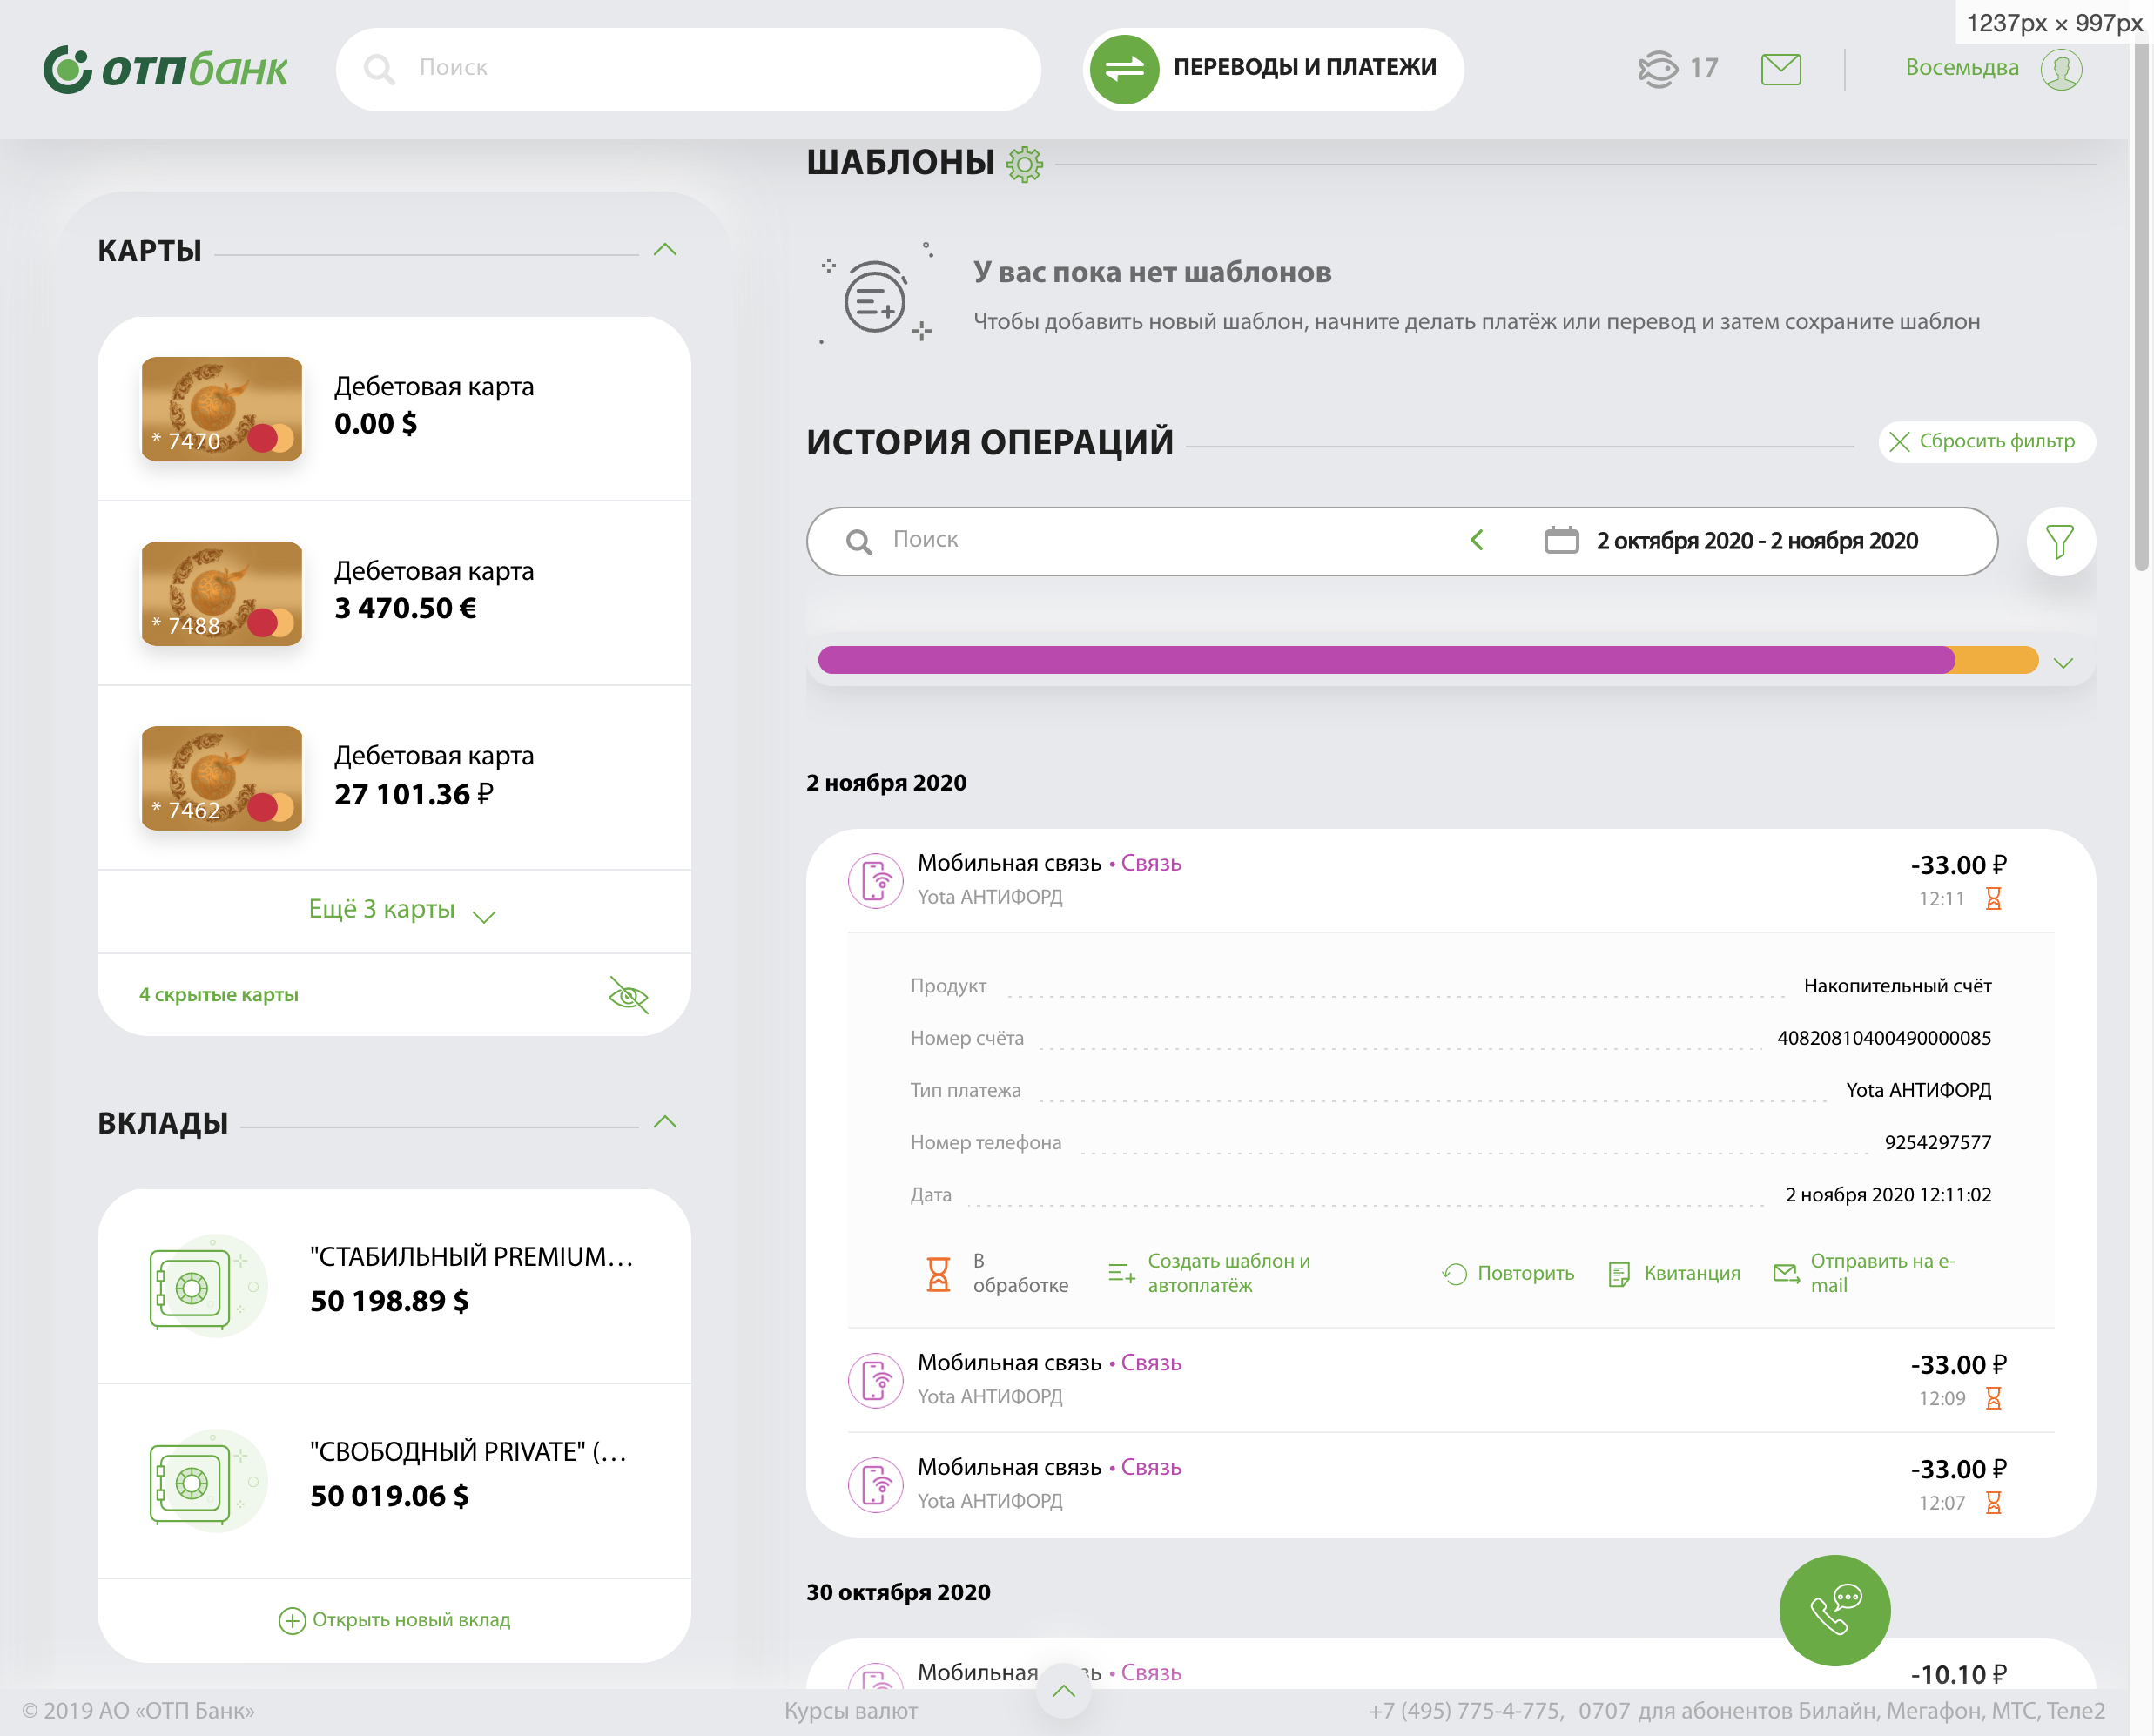 1237px × 997px
отпбанк
Поиск
ПЕРЕВОДЫ И ПЛАТЕЖИ
17
Восемьдва
КАРТЫ
* 7470
Дебетовая карта
0.00 $
* 7488
Дебетовая карта
3 470.50 €
* 7462
Дебетовая карта
27 101.36 ₽
Ещё 3 карты
4 скрытые карты
ВКЛАДЫ
"СТАБИЛЬНЫЙ PREMIUM…
50 198.89 $
"СВОБОДНЫЙ PRIVATE" (…
50 019.06 $
Открыть новый вклад
ШАБЛОНЫ
У вас пока нет шаблонов
Чтобы добавить новый шаблон, начните делать платёж или перевод и затем сохраните шаблон
ИСТОРИЯ ОПЕРАЦИЙ
Сбросить фильтр
Поиск
2 октября 2020 - 2 ноября 2020
2 ноября 2020
Мобильная связь • Связь
-33.00 ₽
Yota АНТИФОРД
12:11
Продукт
Накопительный счёт
Номер счёта
40820810400490000085
Тип платежа
Yota АНТИФОРД
Номер телефона
9254297577
Дата
2 ноября 2020 12:11:02
В
обработке
Создать шаблон и
автоплатёж
Повторить
Квитанция
Отправить на e-
mail
Мобильная связь • Связь
-33.00 ₽
Yota АНТИФОРД
12:09
Мобильная связь • Связь
-33.00 ₽
Yota АНТИФОРД
12:07
30 октября 2020
Мобильная • Связь
-10.10 ₽
© 2019 АО «ОТП Банк»
Курсы валют
+7 (495) 775-4-775, 0707 для абонентов Билайн, Мегафон, МТС, Теле2